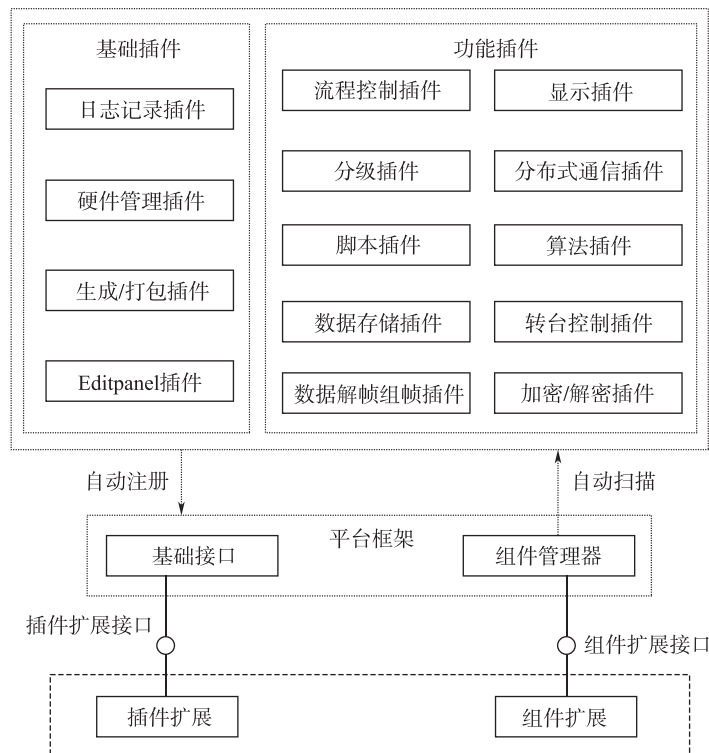 基础插件
日志记录插件
硬件管理插件
生成/打包插件
Editpanel插件
功能插件
流程控制插件
显示插件
分级插件
分布式通信插件
脚本插件
算法插件
数据存储插件
转台控制插件
数据解帧组帧插件
加密/解密插件
自动注册
自动扫描
平台框架
基础接口
组件管理器
插件扩展接口
组件扩展接口
插件扩展
组件扩展